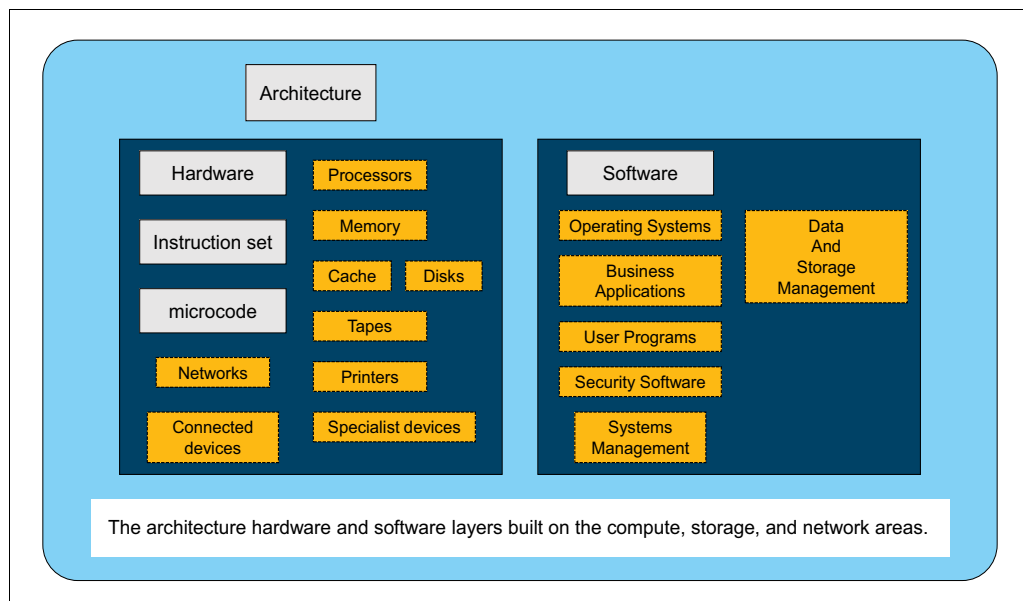 Architecture
Hardware
Instruction set
microcode
Networks
Connected
devices
Processors
Memory
Cache
Disks
Tapes
Printers
Specialist devices
Software
Operating Systems
Business
Applications
User Programs
Security Software
Systems
Management
Data
And
Storage
Management
The architecture hardware and software layers built on the compute, storage, and network areas.